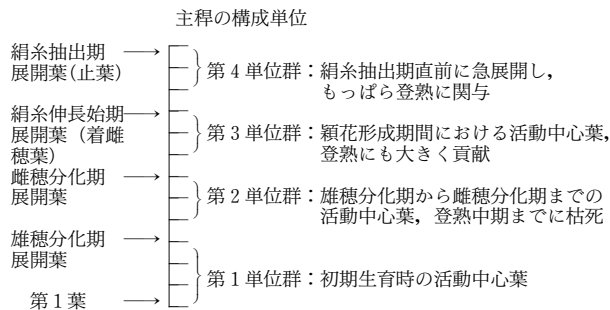 主稈の構成単位
絹糸抽出期
展開葉(止葉)
第4単位群：絹糸抽出期直前に急展開し，
もっぱら登熟に関与
絹糸伸長始期
展開葉（着雌
穂葉）
第3単位群：穎花形成期間における活動中心葉，
登熟にも大きく貢献
雌穂分化期
展開葉
第2単位群：雄穂分化期から雌穂分化期までの
活動中心葉，登熟中期までに枯死
雄穂分化期
展開葉
第1単位群：初期生育時の活動中心葉
第1葉